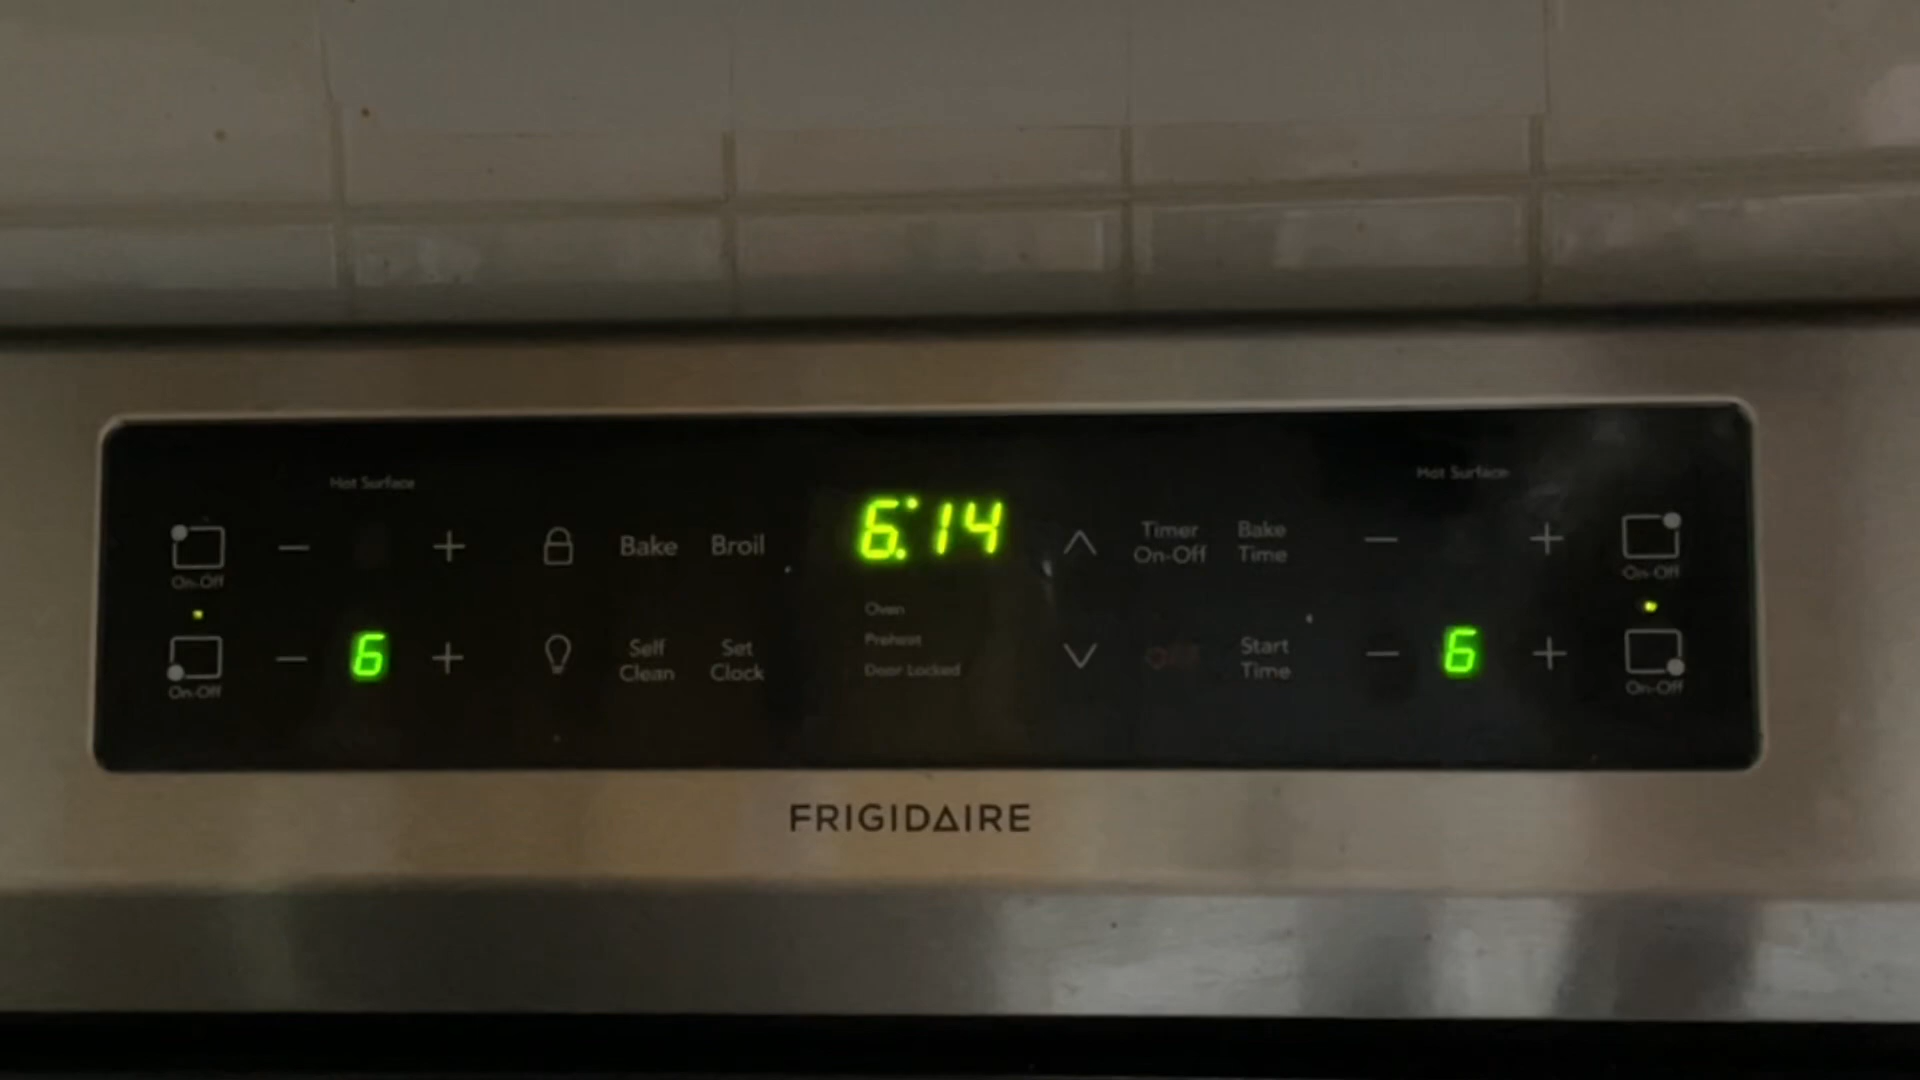 Hot Surface
Hot Surface
6:14
Bake
Broil
Timer
On-Off
Bake
Time
On-Off
On-Off
Oven
Preheat
Door Locked
6
Self
Clean
Set
Clock
OFF
Start
Time
6
On-Off
On-Off
FRIGIDAIRE